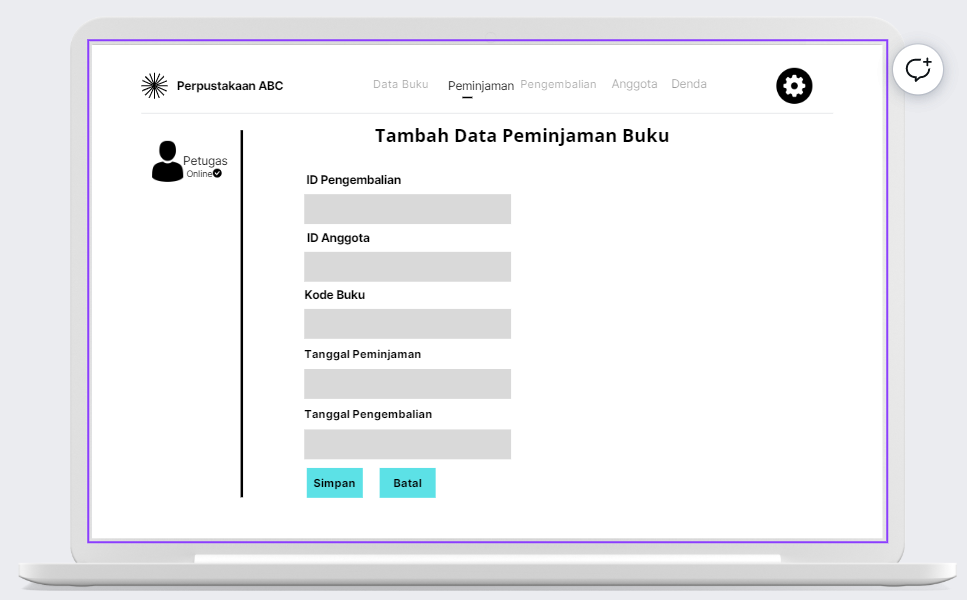 Perpustakaan ABC
Data Buku Peminjaman Pengembalian Anggota Denda
Tambah Data Peminjaman Buku
Petugas
Online
ID Pengembalian
ID Anggota
Kode Buku
Tanggal Peminjaman
Tanggal Pengembalian
Simpan Batal